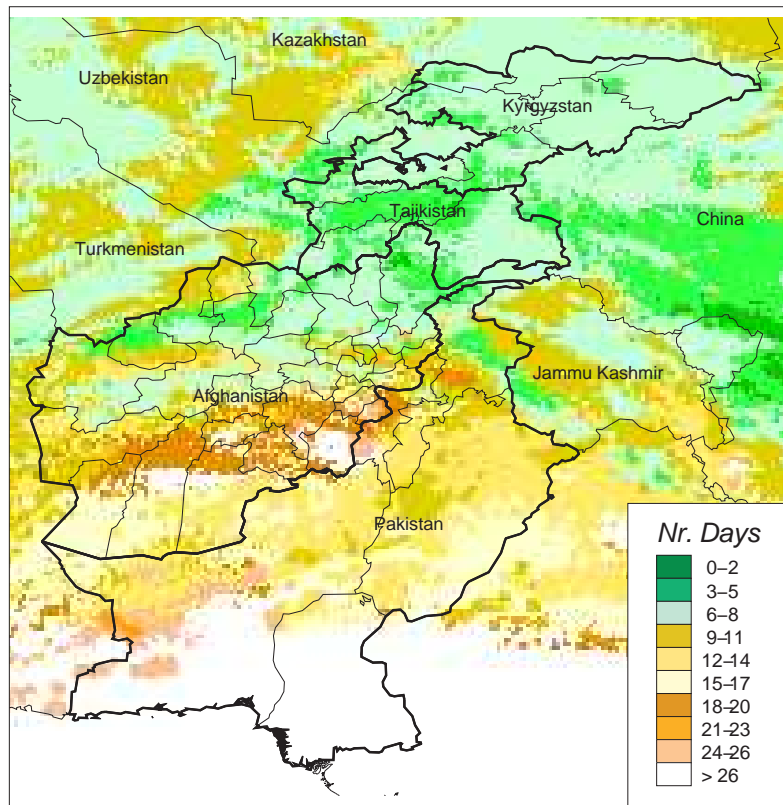 Kazakhstan
Uzbekistan
Kyrgyzstan
Tajikistan
China
Turkmenistan
Jammu Kashmir
Afghanistan
Pakistan
Nr. Days
0–2
3–5
6–8
9–11
12–14
15–17
18–20
21–23
24–26
> 26